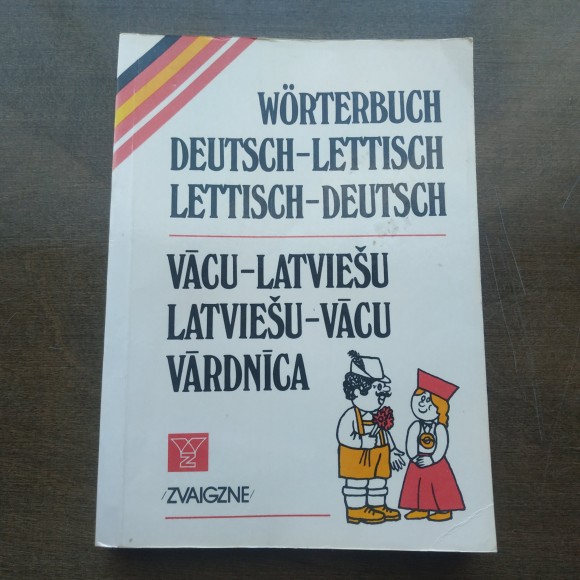 WÖRTERBUCH
DEUTSCH-LETTISCH
LETTISCH-DEUTSCH
VĀCU-LATVIEŠU
LATVIEŠU-VĀCU
VĀRDNĪCA
Z
/ZVAIGZNE/